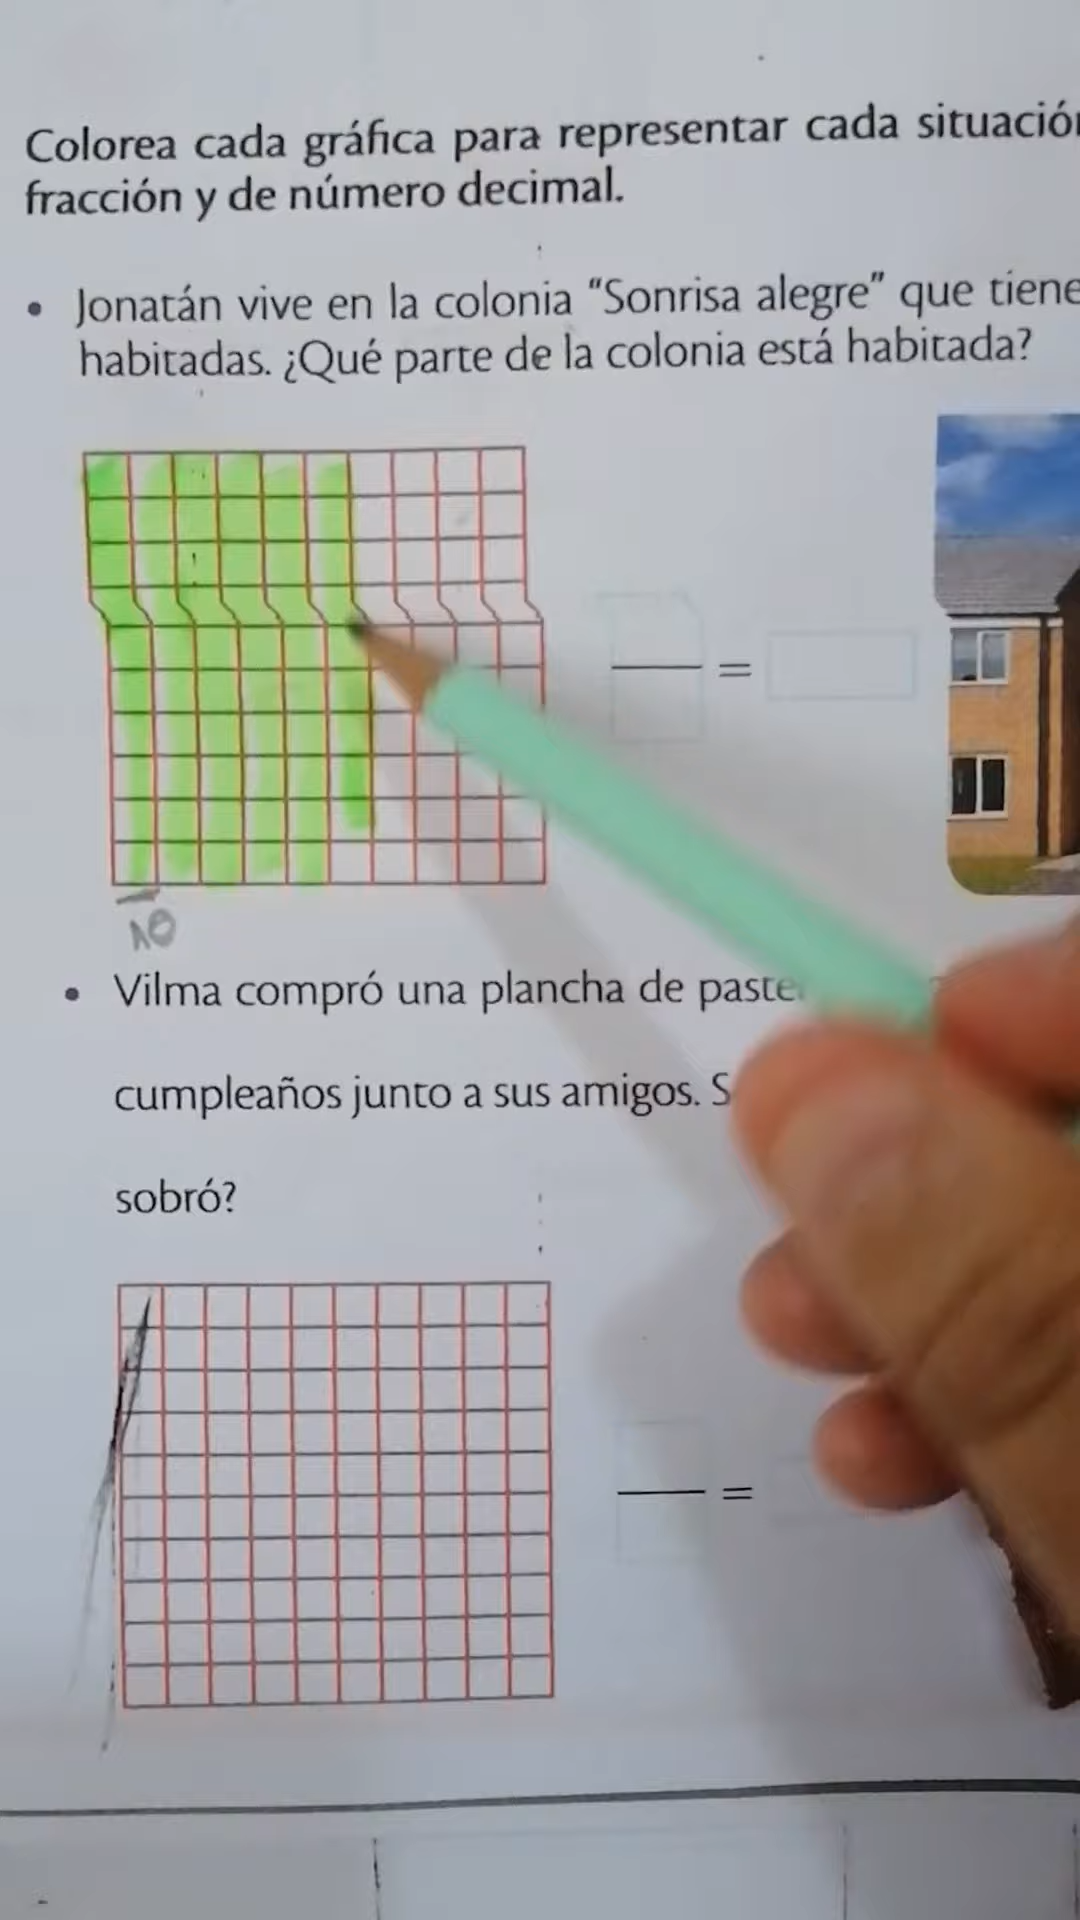 Colorea cada gráfica para representar cada situación
fracción y de número decimal.
• Jonatán vive en la colonia “Sonrisa alegre” que tiene
habitadas. ¿Qué parte de la colonia está habitada?
=
10
• Vilma compró una plancha de paste
cumpleaños junto a sus amigos. S
sobró?
=